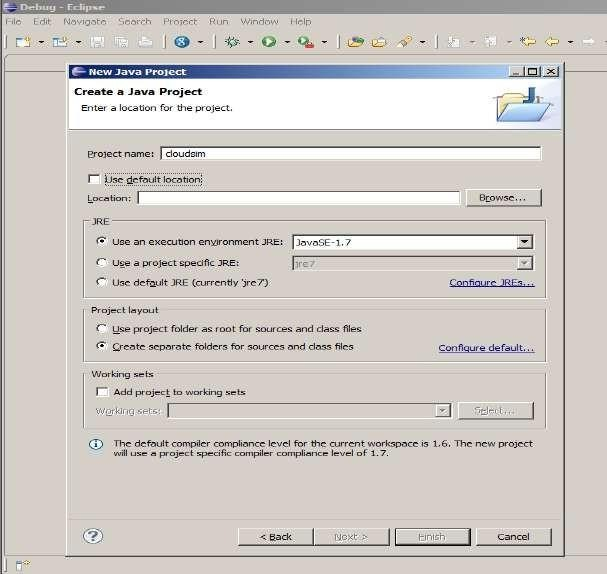 Debug - Eclipse
File Edit Navigate Search Project Run Window Help
New Java Project
Create a Java Project
Enter a location for the project.
Project name: cloudsim
Use default location
Location: Browse...
JRE
Use an execution environment JRE: JavaSE-1.7
Use a project specific JRE: jre7
Use default JRE (currently 'jre7') Configure JREs...
Project layout
Use project folder as root for sources and class files
Create separate folders for sources and class files Configure default...
Working sets
Add project to working sets
Working sets: Select...
The default compiler compliance level for the current workspace is 1.6. The new project
will use a project specific compiler compliance level of 1.7.
? < Back Next > Finish Cancel